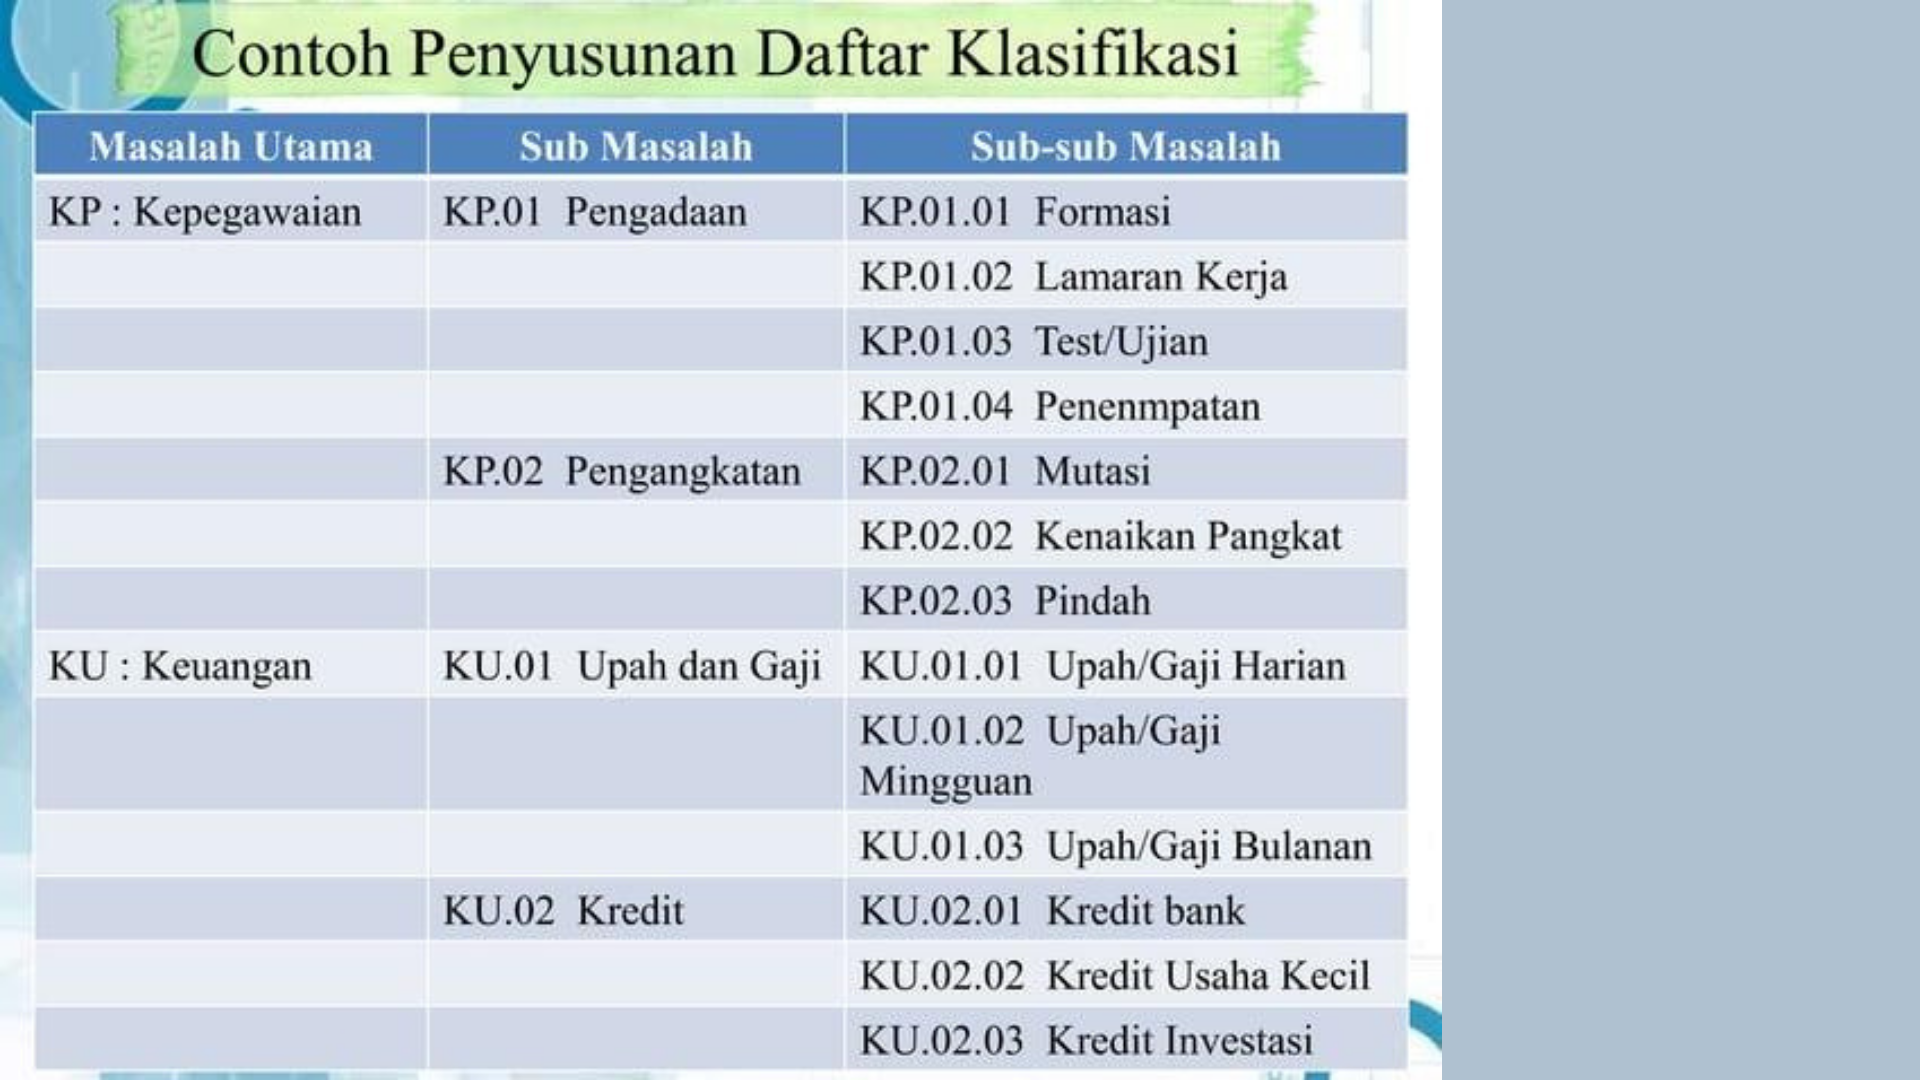 Contoh Penyusunan Daftar Klasifikasi
Masalah Utama Sub Masalah Sub-sub Masalah
KP : Kepegawaian KP.01 Pengadaan KP.01.01 Formasi
KP.01.02 Lamaran Kerja
KP.01.03 Test/Ujian
KP.01.04 Penenmpatan
KP.02 Pengangkatan KP.02.01 Mutasi
KP.02.02 Kenaikan Pangkat
KP.02.03 Pindah
KU : Keuangan KU.01 Upah dan Gaji KU.01.01 Upah/Gaji Harian
KU.01.02 Upah/Gaji
Mingguan
KU.01.03 Upah/Gaji Bulanan
KU.02 Kredit KU.02.01 Kredit bank
KU.02.02 Kredit Usaha Kecil
KU.02.03 Kredit Investasi